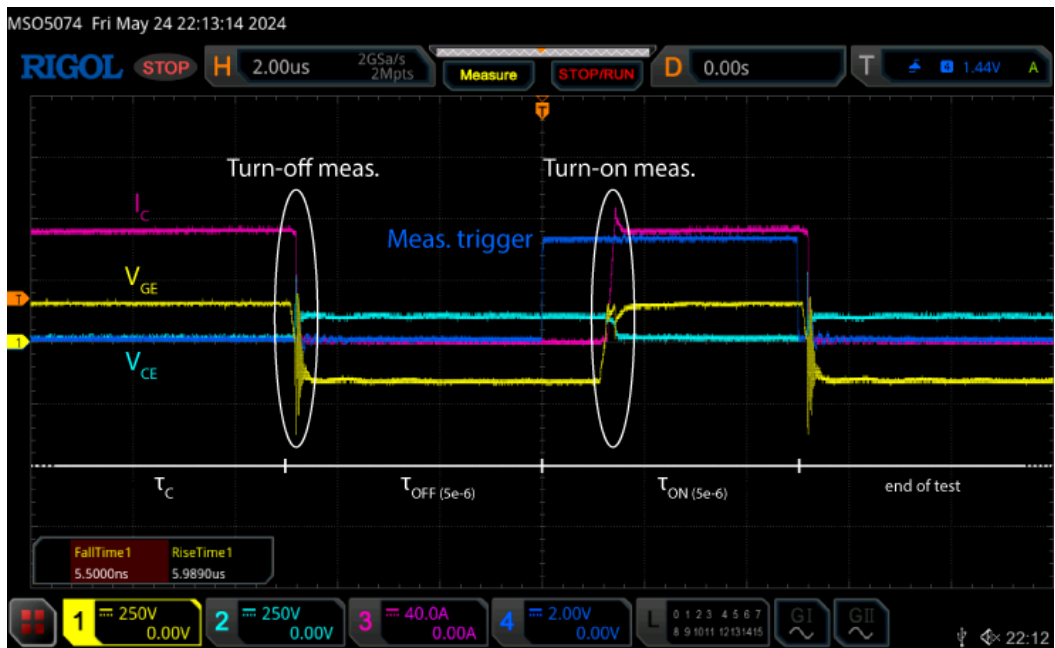 MSO5074 Fri May 24 22:13:14 2024
RIGOL STOP H 2.00us 2GSa/s 2Mpts Measure STOP/RUN D 0.00s T 4 1.44V A
T
Turn-off meas. Turn-on meas.
IC
Meas. trigger
VGE
T
1
VCE
τC τOFF (5e-6) τON (5e-6) end of test
FallTime1 RiseTime1
5.5000ns 5.9890us
1 250V 0.00V 2 250V 0.00V 3 40.0A 0.00A 4 2.00V 0.00V L 0 1 2 3 4 5 6 7 8 9 10 11 12 13 14 15 GI GII 22:12